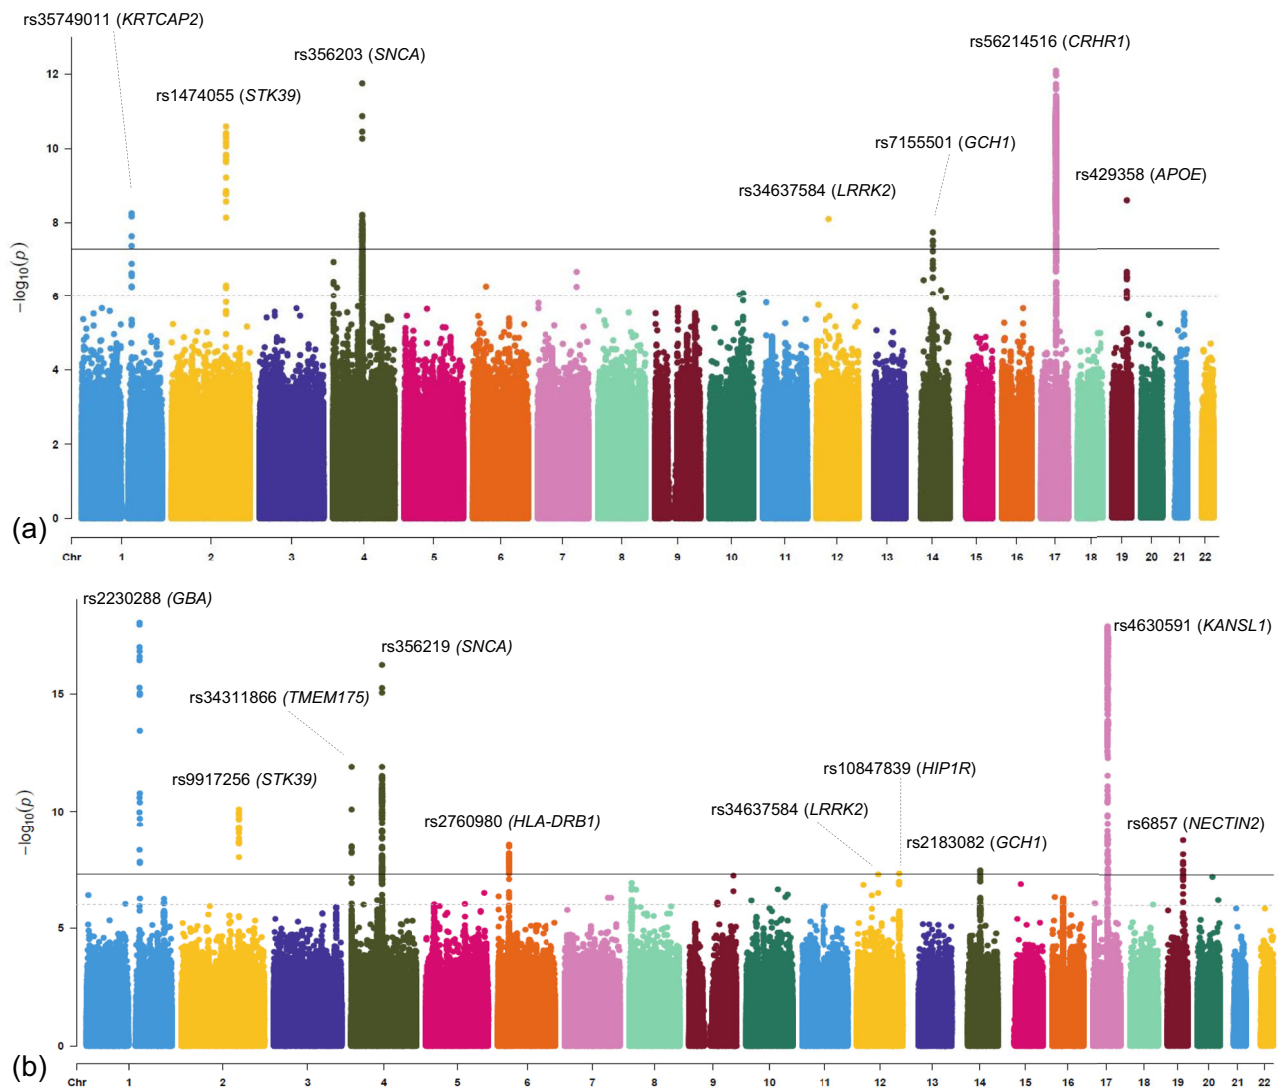 rs35749011 (KRTCAP2)
rs356203 (SNCA)
rs56214516 (CRHR1)
rs1474055 (STK39)
rs7155501 (GCH1)
rs429358 (APOE)
rs34637584 (LRRK2)
−log10(p)
12
10
8
6
4
2
0
(a)
Chr 1 2 3 4 5 6 7 8 9 10 11 12 13 14 15 16 17 18 19 20 21 22
rs2230288 (GBA)
rs4630591 (KANSL1)
rs356219 (SNCA)
rs34311866 (TMEM175)
rs9917256 (STK39)
rs10847839 (HIP1R)
rs34637584 (LRRK2)
rs2760980 (HLA-DRB1)
rs6857 (NECTIN2)
rs2183082 (GCH1)
−log10(p)
15
10
5
0
(b)
Chr 1 2 3 4 5 6 7 8 9 10 11 12 13 14 15 16 17 18 19 20 21 22